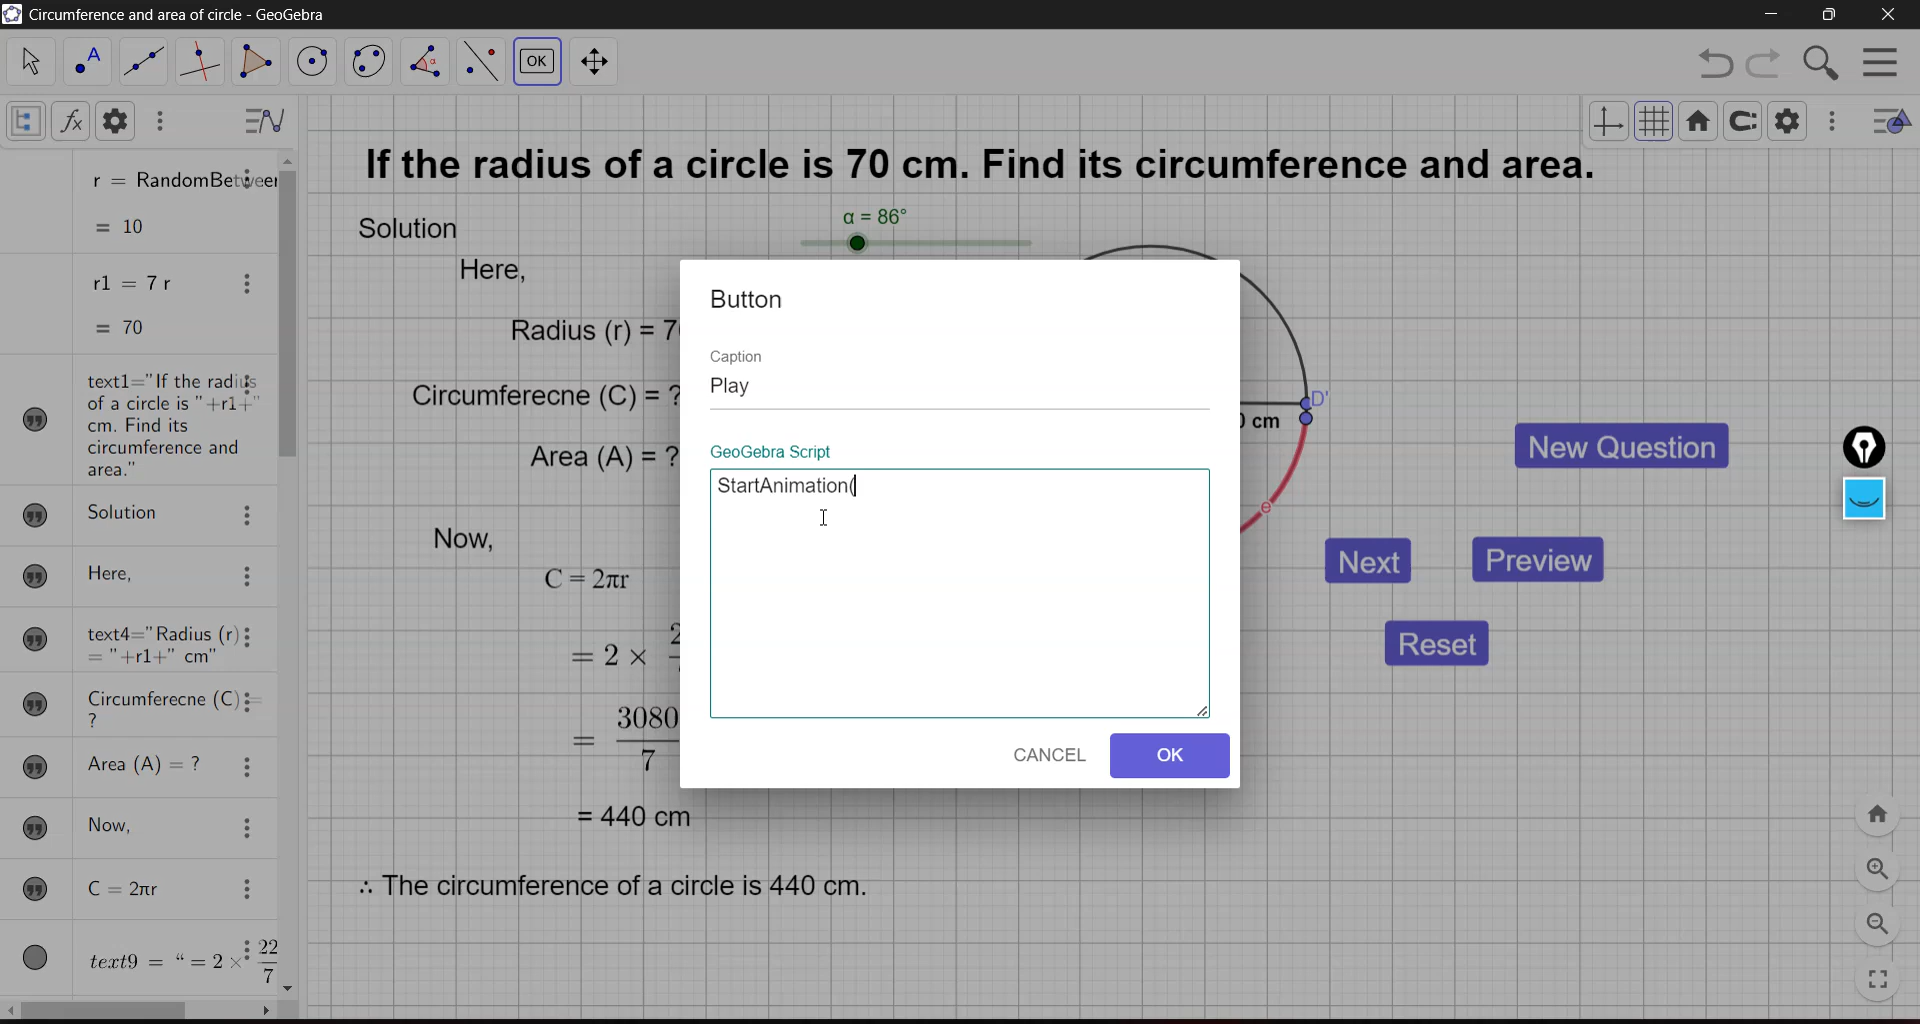 Circumference and area of circle - GeoGebra
A
α
OK
fx
r = RandomBetween
= 10
r1 = 7 r
= 70
text1="If the radius
of a circle is "+r1+"
cm. Find its
circumference and
area."
Solution
Here,
text4="Radius (r)
= "+r1+" cm"
Circumferecne (C) =
?
Area (A) = ?
Now,
C = 2πr
text9 = “ = 2 × 22
7
If the radius of a circle is 70 cm. Find its circumference and area.
Solution
α = 86°
Here,
Radius (r) = 7
Circumferecne (C) = ?
Area (A) = ?
Now,
C = 2πr
= 2 × 2
= 3080
7
= 440 cm
∴ The circumference of a circle is 440 cm.
Button
Caption
Play
GeoGebra Script
StartAnimation(
CANCEL
OK
D'
cm
e
New Question
Next
Preview
Reset